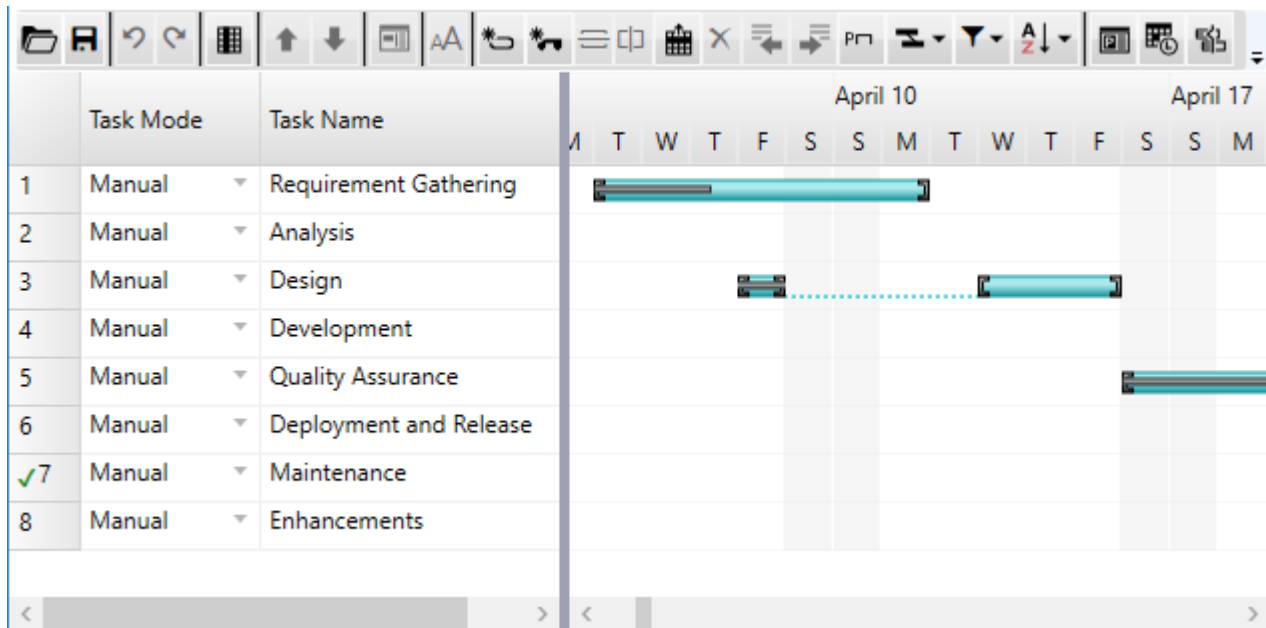 AA P A Z P
April 10 April 17
Task Mode Task Name
M T W T F S S M T W T F S S M
1 Manual Requirement Gathering
2 Manual Analysis
3 Manual Design
4 Manual Development
5 Manual Quality Assurance
6 Manual Deployment and Release
7 Manual Maintenance
8 Manual Enhancements